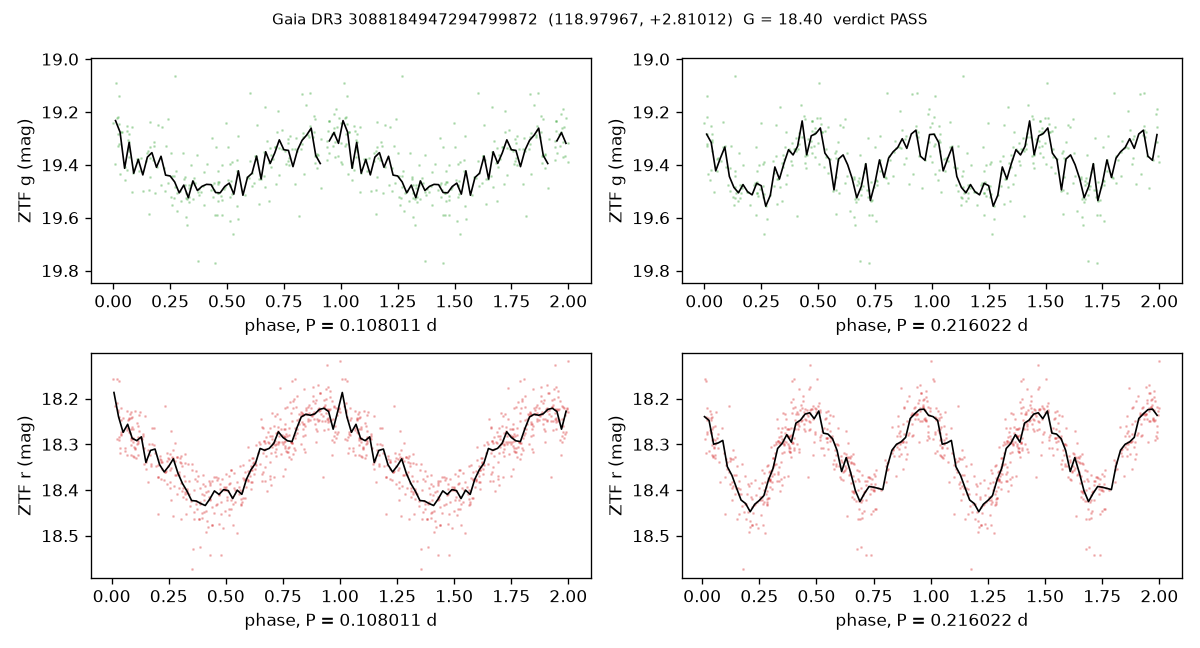 Gaia DR3 3088184947294799872  (118.97967, +2.81012)  G = 18.40  verdict PASS
ZTF g (mag)
19.0
19.2
19.4
19.6
19.8
0.00 0.25 0.50 0.75 1.00 1.25 1.50 1.75 2.00
phase, P = 0.108011 d
ZTF g (mag)
19.0
19.2
19.4
19.6
19.8
0.00 0.25 0.50 0.75 1.00 1.25 1.50 1.75 2.00
phase, P = 0.216022 d
ZTF r (mag)
18.2
18.3
18.4
18.5
0.00 0.25 0.50 0.75 1.00 1.25 1.50 1.75 2.00
phase, P = 0.108011 d
ZTF r (mag)
18.2
18.3
18.4
18.5
0.00 0.25 0.50 0.75 1.00 1.25 1.50 1.75 2.00
phase, P = 0.216022 d